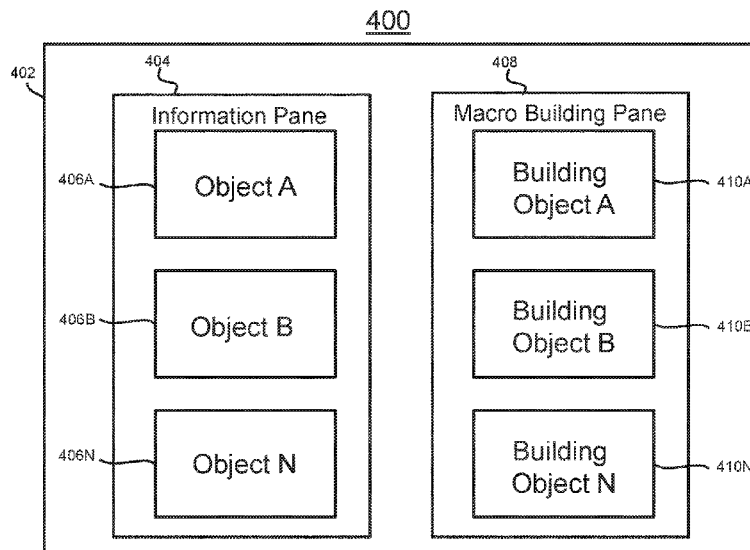 400
402
404
408
Information Pane
Macro Building Pane
406A
Object A
Building
Object A
410A
406B
Object B
Building
Object B
410B
406N
Object N
Building
Object N
410N